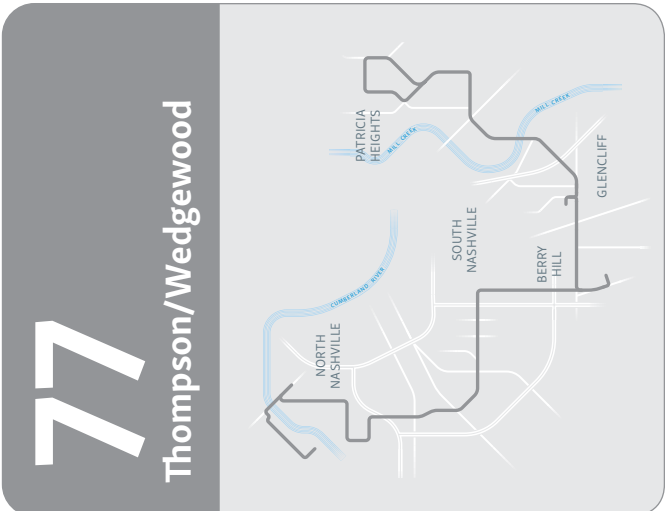 77
Thompson/Wedgewood
CUMBERLAND RIVER
NORTH
NASHVILLE
SOUTH
NASHVILLE
BERRY
HILL
PATRICIA
HEIGHTS
MILL CREEK
MILL CREEK
GLENCLIFF